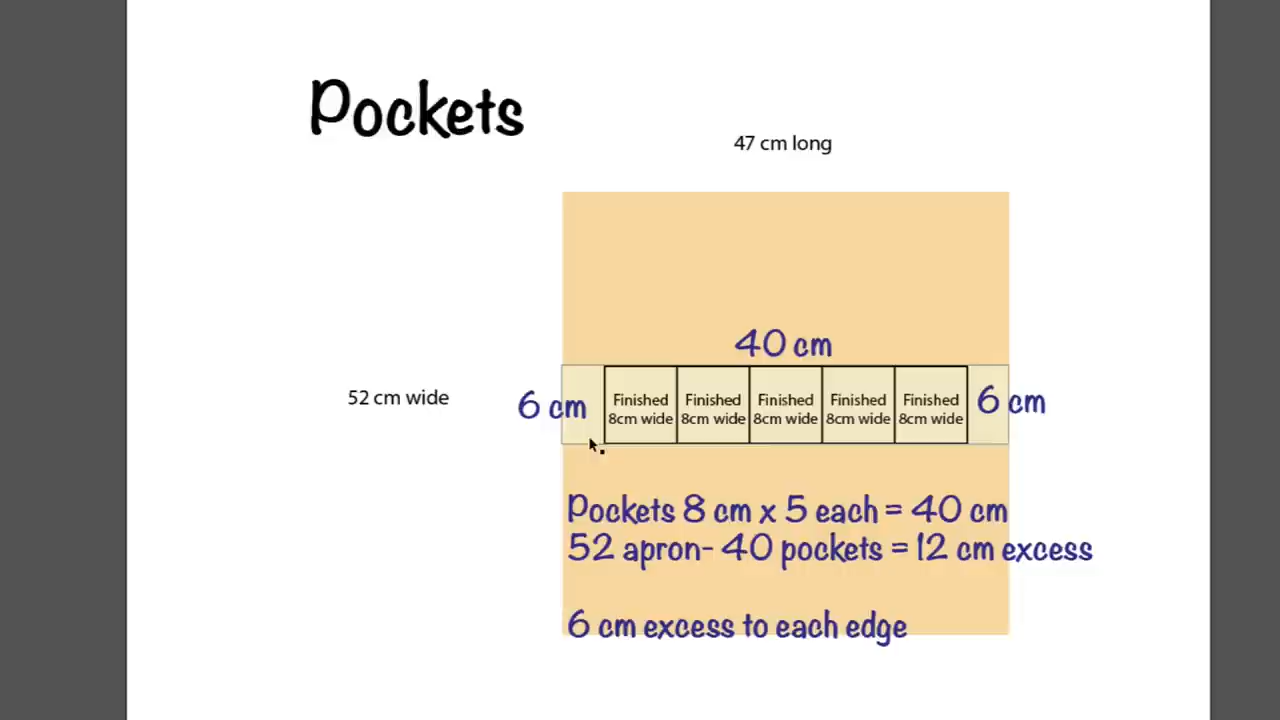 Pockets
47 cm long
40 cm
52 cm wide
6 cm
Finished 8cm wide
Finished 8cm wide
Finished 8cm wide
Finished 8cm wide
Finished 8cm wide
6 cm
Pockets 8 cm x 5 each = 40 cm
52 apron- 40 pockets = 12 cm excess
6 cm excess to each edge